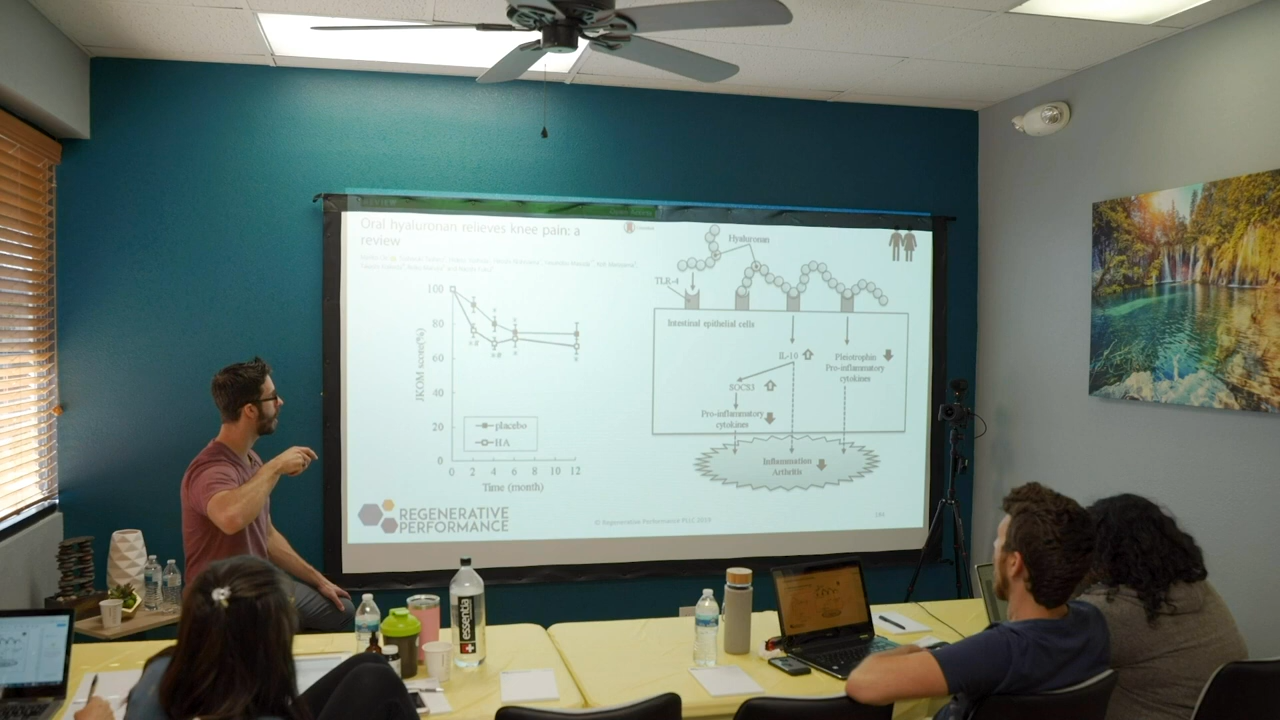 Oral hyaluronan relieves knee pain: a
review
100
80
60
40
20
0
JKOM score(%)
placebo
HA
0 2 4 6 8 10 12
Time (month)
Hyaluronan
TLR-4
Intestinal epithelial cells
IL-10
SOCS3
Pro-inflammatory
cytokines
Pleiotrophin
Pro-inflammatory
cytokines
Inflammation
Arthritis
REGENERATIVE
PERFORMANCE
© Regenerative Performance PLLC 2019
essentia